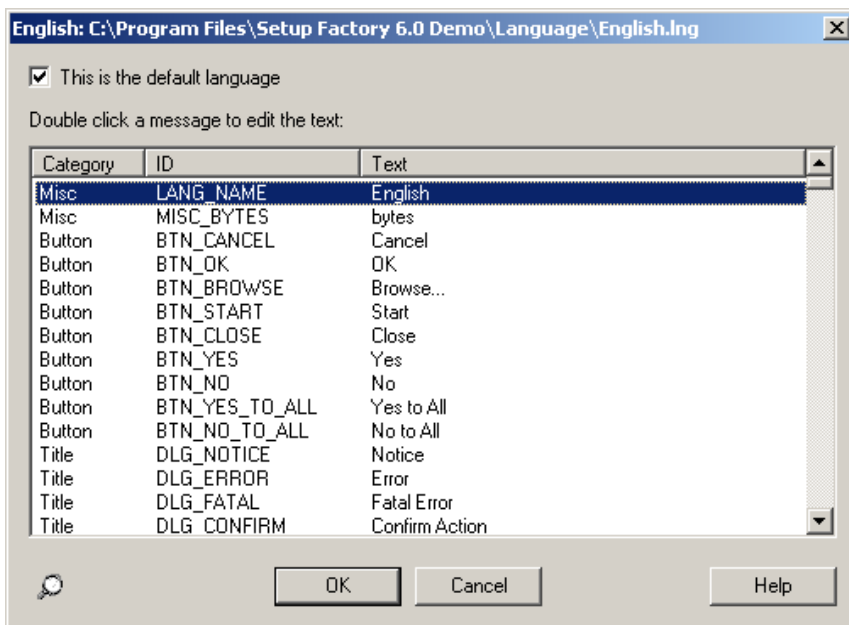 English: C:\Program Files\Setup Factory 6.0 Demo\Language\English.lng
This is the default language
Double click a message to edit the text:
Category ID Text
Misc LANG_NAME English
Misc MISC_BYTES bytes
Button BTN_CANCEL Cancel
Button BTN_OK OK
Button BTN_BROWSE Browse...
Button BTN_START Start
Button BTN_CLOSE Close
Button BTN_YES Yes
Button BTN_NO No
Button BTN_YES_TO_ALL Yes to All
Button BTN_NO_TO_ALL No to All
Title DLG_NOTICE Notice
Title DLG_ERROR Error
Title DLG_FATAL Fatal Error
Title DLG_CONFIRM Confirm Action
OK Cancel Help